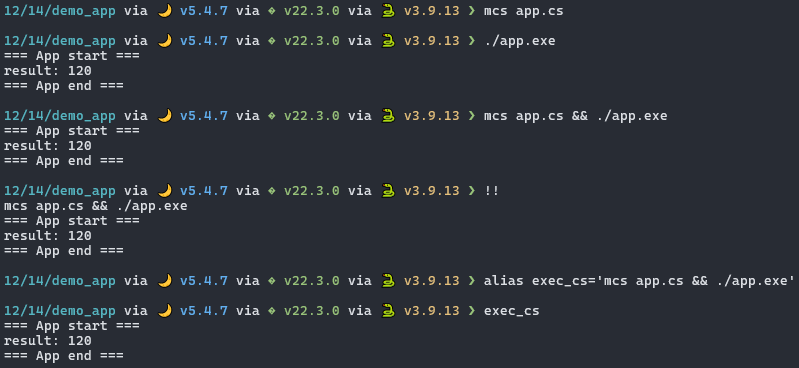 12/14/demo_app via 🌙 v5.4.7 via � v22.3.0 via 🐍 v3.9.13 ❯ mcs app.cs
12/14/demo_app via 🌙 v5.4.7 via � v22.3.0 via 🐍 v3.9.13 ❯ ./app.exe
=== App start ===
result: 120
=== App end ===
12/14/demo_app via 🌙 v5.4.7 via � v22.3.0 via 🐍 v3.9.13 ❯ mcs app.cs && ./app.exe
=== App start ===
result: 120
=== App end ===
12/14/demo_app via 🌙 v5.4.7 via � v22.3.0 via 🐍 v3.9.13 ❯ !!
mcs app.cs && ./app.exe
=== App start ===
result: 120
=== App end ===
12/14/demo_app via 🌙 v5.4.7 via � v22.3.0 via 🐍 v3.9.13 ❯ alias exec_cs='mcs app.cs && ./app.exe'
12/14/demo_app via 🌙 v5.4.7 via � v22.3.0 via 🐍 v3.9.13 ❯ exec_cs
=== App start ===
result: 120
=== App end ===